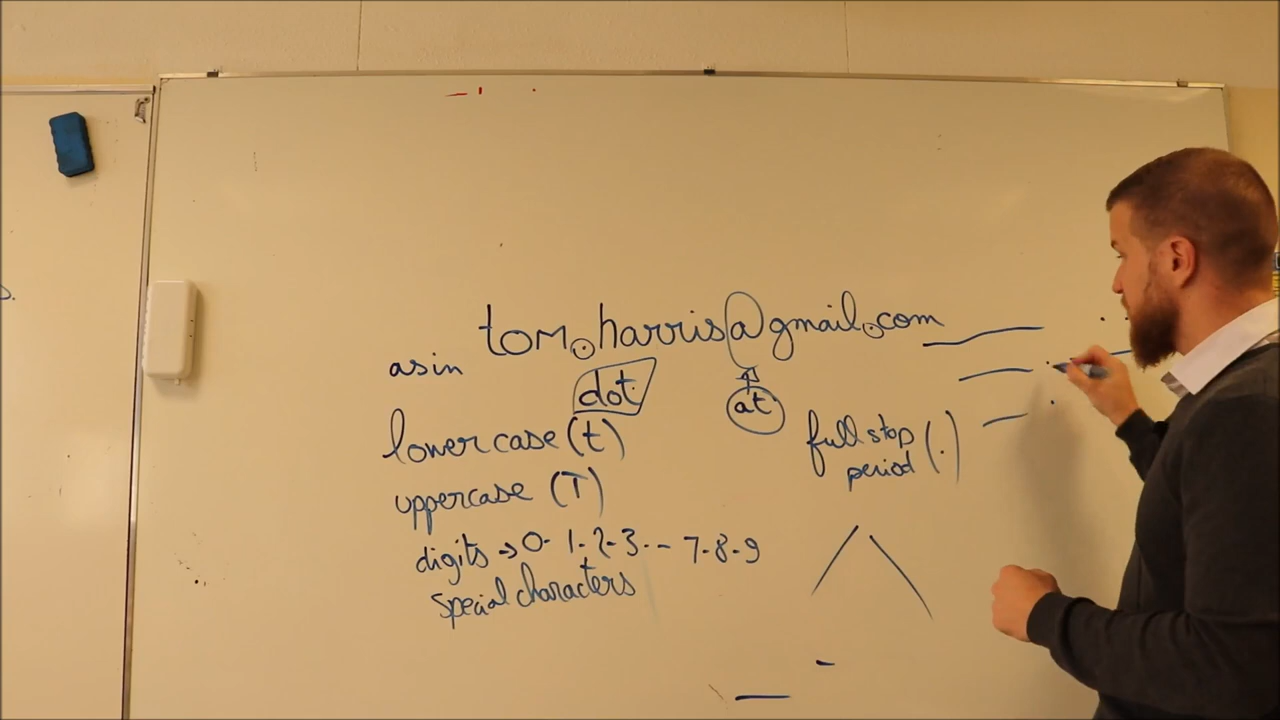 tom.harris@gmail.com
as in
dot
at
lowercase (t)
full stop
period (.)
uppercase (T)
digits → 0-1-2-3-- 7-8-9
special characters